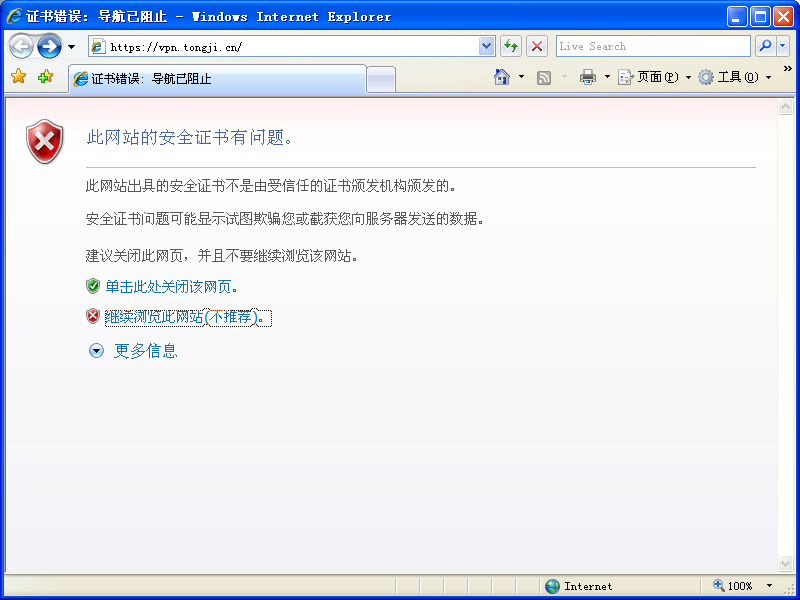 证书错误：导航已阻止 - Windows Internet Explorer
https://vpn.tongji.cn/
Live Search
证书错误：导航已阻止
页面(P)
工具(O)
»
此网站的安全证书有问题。
此网站出具的安全证书不是由受信任的证书颁发机构颁发的。
安全证书问题可能显示试图欺骗您或截获您向服务器发送的数据。
建议关闭此网页，并且不要继续浏览该网站。
单击此处关闭该网页。
继续浏览此网站(不推荐)。
更多信息
Internet
100%